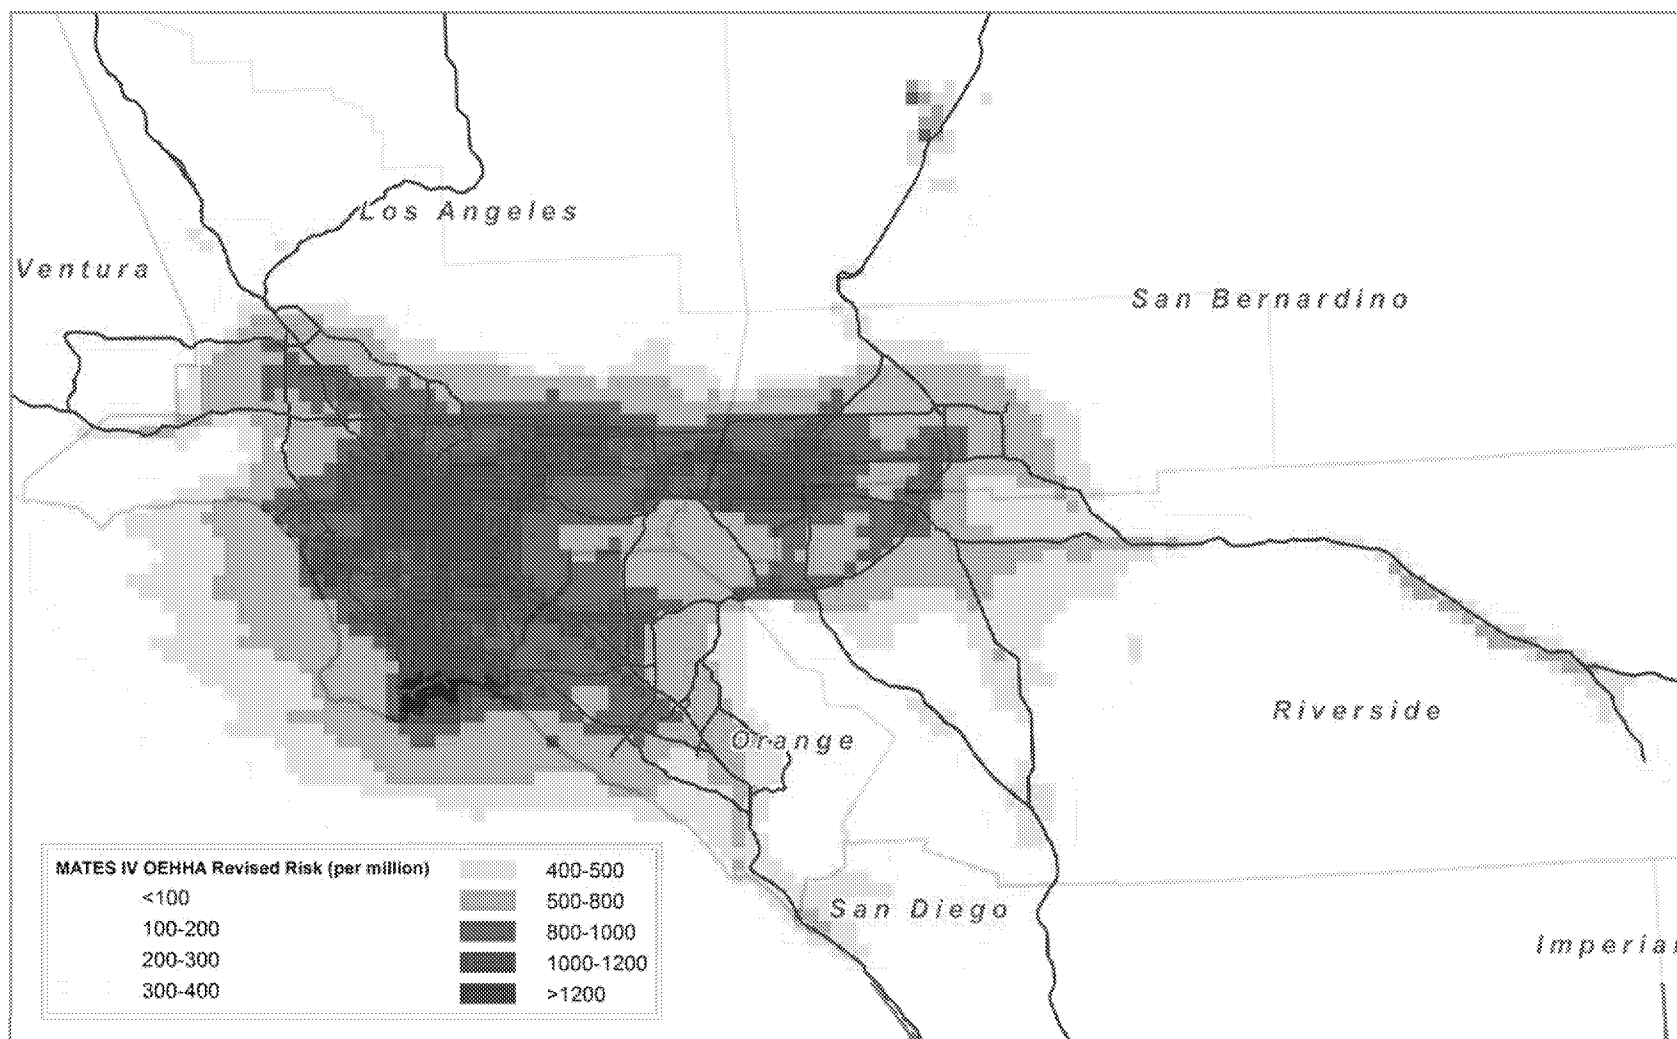 Los Angeles
Ventura
San Bernardino
Riverside
Orange
San Diego
Imperial
MATES IV OEHHA Revised Risk (per million)
<100
100-200
200-300
300-400
400-500
500-800
800-1000
1000-1200
>1200